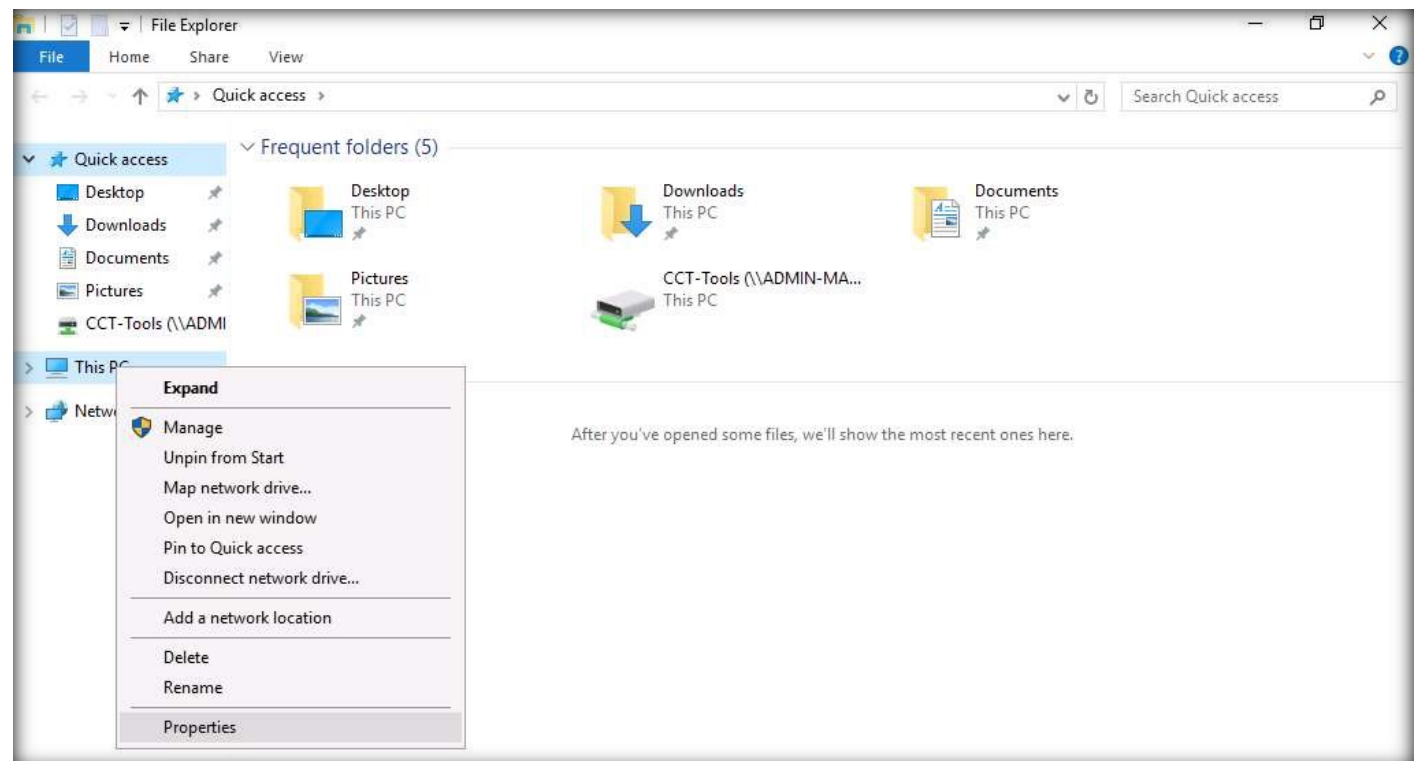 File Explorer
File Home Share View
Quick access
Search Quick access
Quick access
Desktop
Downloads
Documents
Pictures
CCT-Tools (\\ADMI
This PC
Frequent folders (5)
Desktop
This PC
Downloads
This PC
Documents
This PC
Pictures
This PC
CCT-Tools (\\ADMIN-MA...
This PC
After you've opened some files, we'll show the most recent ones here.
Expand
Manage
Unpin from Start
Map network drive...
Open in new window
Pin to Quick access
Disconnect network drive...
Add a network location
Delete
Rename
Properties